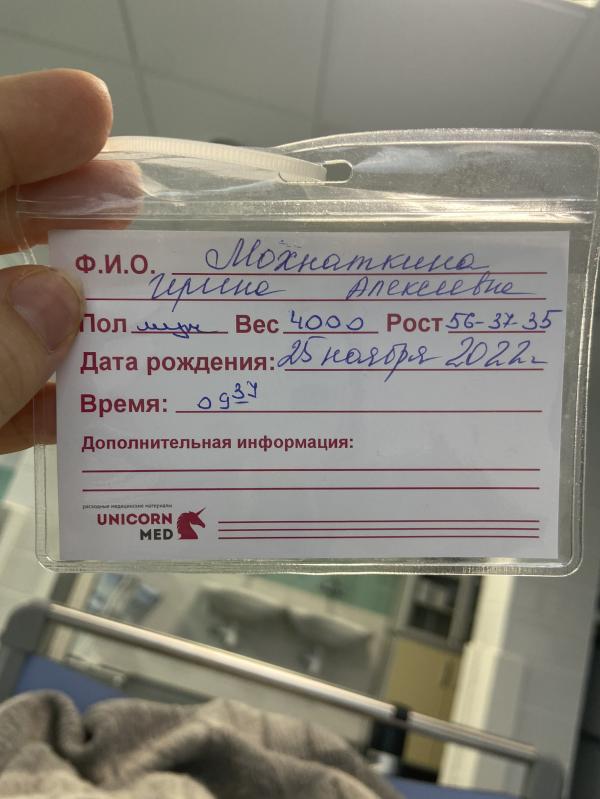 Ф.И.О. Мохнаткина
Ирина Алексеевна
Пол муж Вес 4000 Рост 56-37-35
Дата рождения: 25 ноября 2022г
Время: 09 37
Дополнительная информация:
расходные медицинские материалы
UNICORN
MED